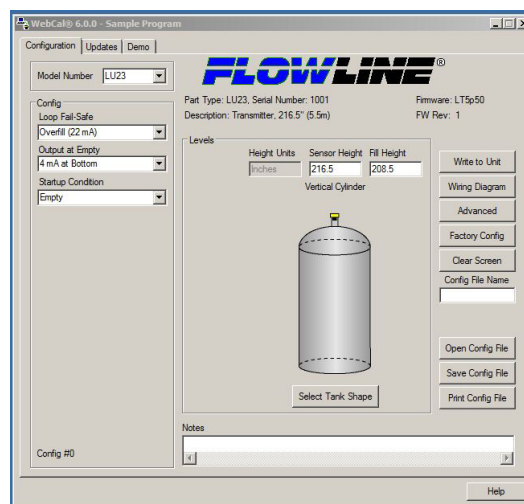 WebCal® 6.0.0 - Sample Program
Configuration Updates Demo
Model Number LU23
FLOWLINE®
Part Type: LU23, Serial Number: 1001 Firmware: LT5p50
Description: Transmitter, 216.5" (5.5m) FW Rev: 1
Config
Loop Fail-Safe
Overfill (22 mA)
Output at Empty
4 mA at Bottom
Startup Condition
Empty
Config #0
Levels
Height Units Sensor Height Fill Height
Inches 216.5 208.5
Vertical Cylinder
Select Tank Shape
Write to Unit
Wiring Diagram
Advanced
Factory Config
Clear Screen
Config File Name
Open Config File
Save Config File
Print Config File
Notes
Help